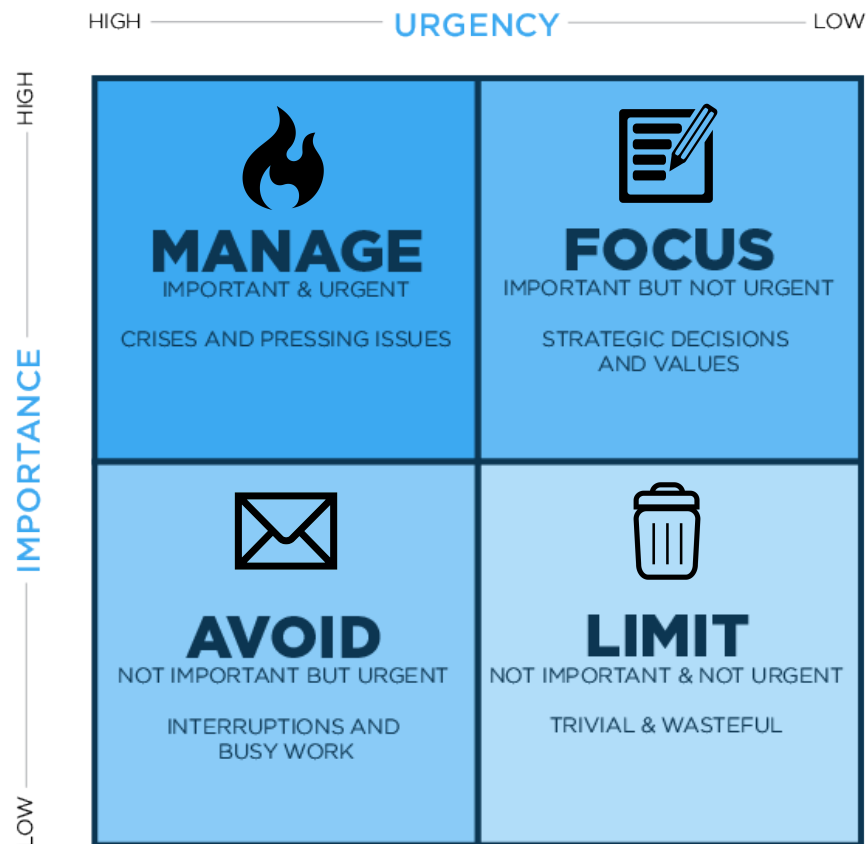 HIGH URGENCY LOW
HIGH
IMPORTANCE
LOW
MANAGE
IMPORTANT & URGENT
CRISES AND PRESSING ISSUES
FOCUS
IMPORTANT BUT NOT URGENT
STRATEGIC DECISIONS
AND VALUES
AVOID
NOT IMPORTANT BUT URGENT
INTERRUPTIONS AND
BUSY WORK
LIMIT
NOT IMPORTANT & NOT URGENT
TRIVIAL & WASTEFUL